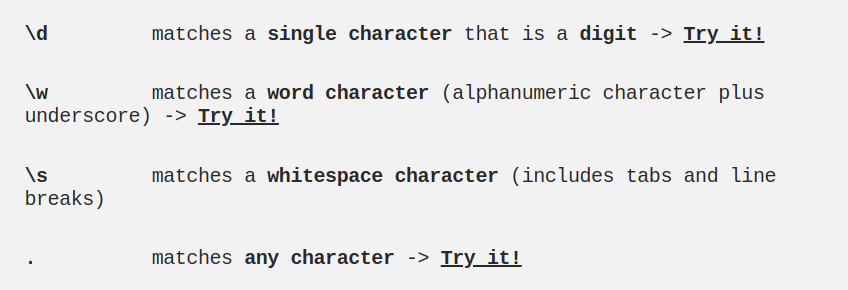 \d         matches a single character that is a digit -> Try it!
\w         matches a word character (alphanumeric character plus
underscore) -> Try it!
\s         matches a whitespace character (includes tabs and line
breaks)
.          matches any character -> Try it!